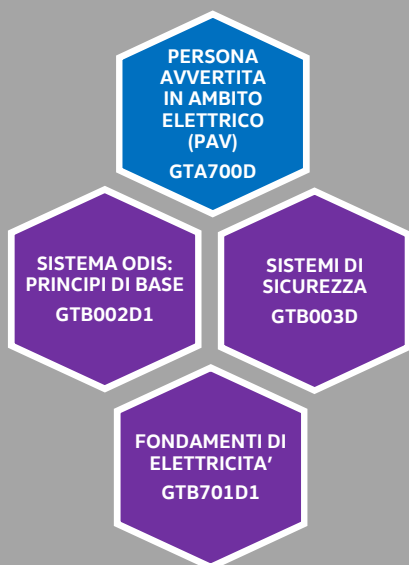 PERSONA
AVVERTITA
IN AMBITO
ELETTRICO
(PAV)
GTA700D
SISTEMA ODIS:
PRINCIPI DI BASE
GTB002D1
SISTEMI DI
SICUREZZA
GTB003D
FONDAMENTI DI
ELETTRICITA’
GTB701D1